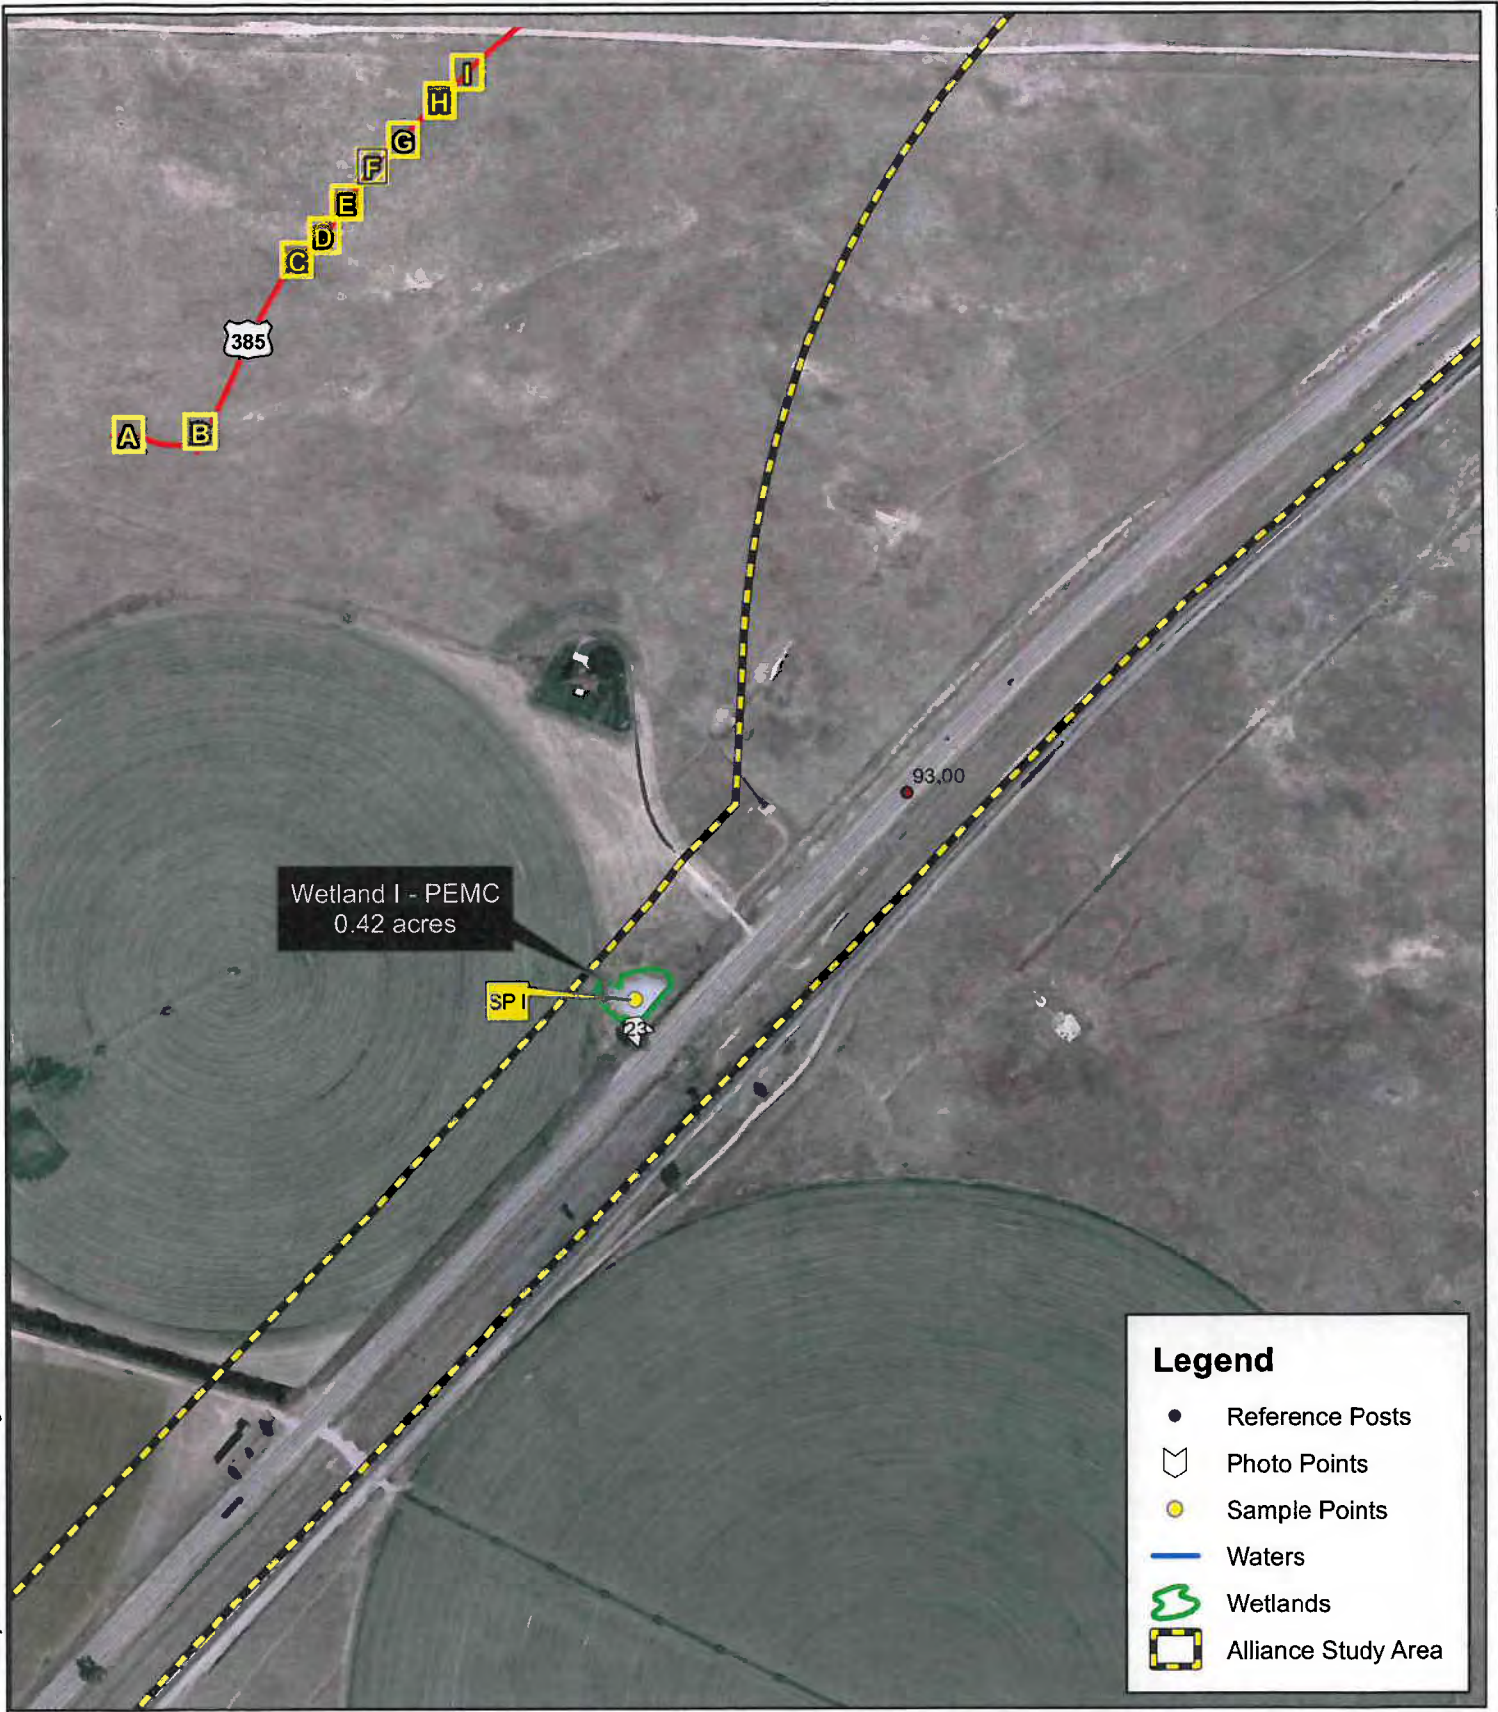 I
H
G
F
E
D
C
385
A
B
93.00
Wetland I - PEMC
0.42 acres
SP I
23
Legend
Reference Posts
Photo Points
Sample Points
Waters
Wetlands
Alliance Study Area